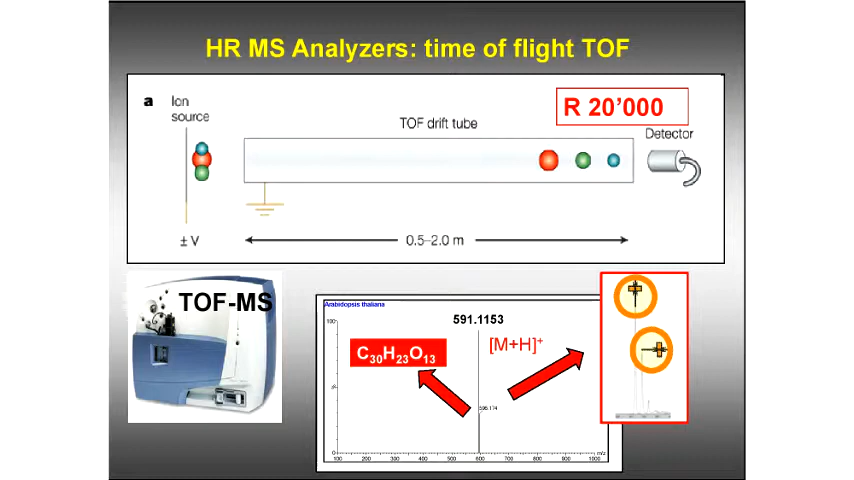 HR MS Analyzers: time of flight TOF
a
Ion
source
TOF drift tube
R 20’000
Detector
± V
0.5–2.0 m
TOF-MS
Arabidopsis thaliana
591.1153
100
C30H23O13
[M+H]+
%
0
100 200 300 400 500 600 700 800 900 1000 m/z